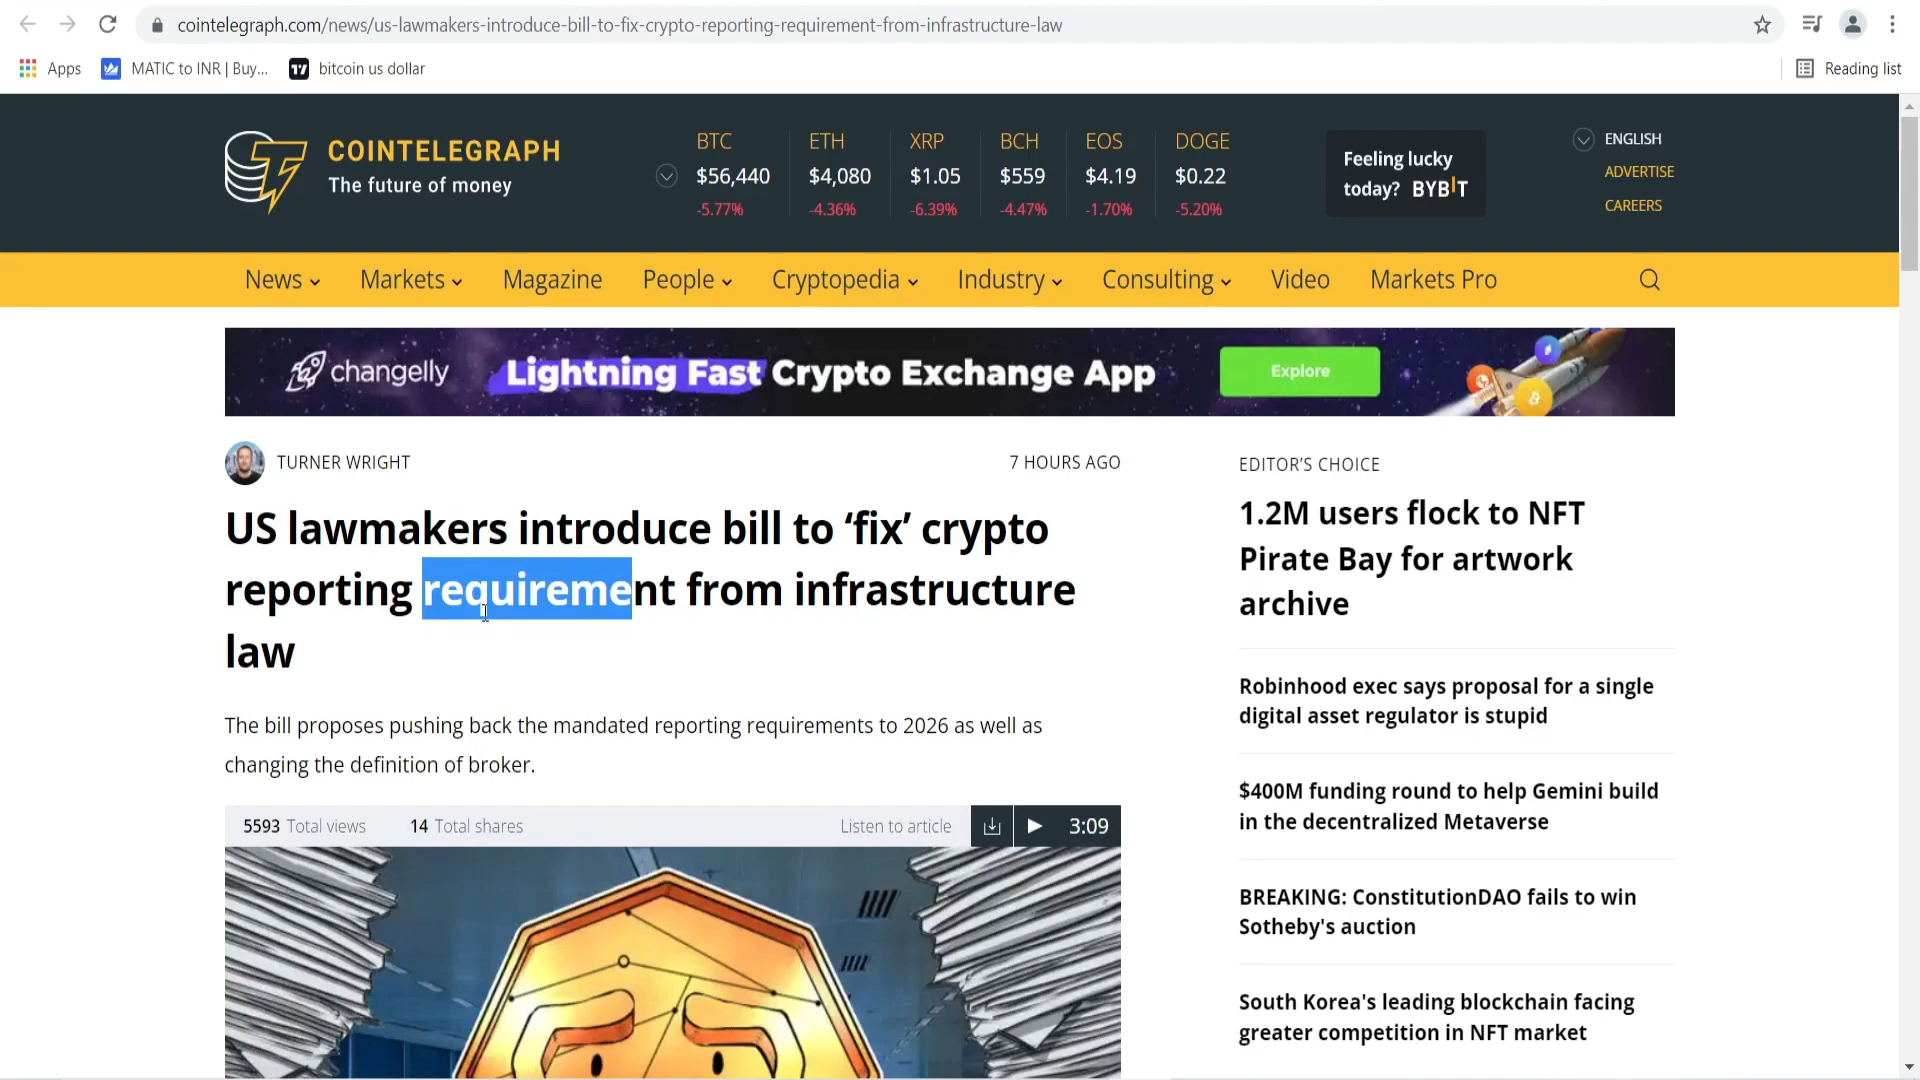 cointelegraph.com/news/us-lawmakers-introduce-bill-to-fix-crypto-reporting-requirement-from-infrastructure-law
Apps MATIC to INR | Buy... bitcoin us dollar Reading list
COINTELEGRAPH
The future of money
BTC ETH XRP BCH EOS DOGE
$56,440 $4,080 $1.05 $559 $4.19 $0.22
-5.77% -4.36% -6.39% -4.47% -1.70% -5.20%
Feeling lucky
today? BYBIT
ENGLISH
ADVERTISE
CAREERS
News Markets Magazine People Cryptopedia Industry Consulting Video Markets Pro
changelly Lightning Fast Crypto Exchange App Explore
TURNER WRIGHT 7 HOURS AGO
US lawmakers introduce bill to ‘fix’ crypto
reporting requirement from infrastructure
law
The bill proposes pushing back the mandated reporting requirements to 2026 as well as
changing the definition of broker.
5593 Total views 14 Total shares Listen to article 3:09
EDITOR’S CHOICE
1.2M users flock to NFT
Pirate Bay for artwork
archive
Robinhood exec says proposal for a single
digital asset regulator is stupid
$400M funding round to help Gemini build
in the decentralized Metaverse
BREAKING: ConstitutionDAO fails to win
Sotheby's auction
South Korea's leading blockchain facing
greater competition in NFT market